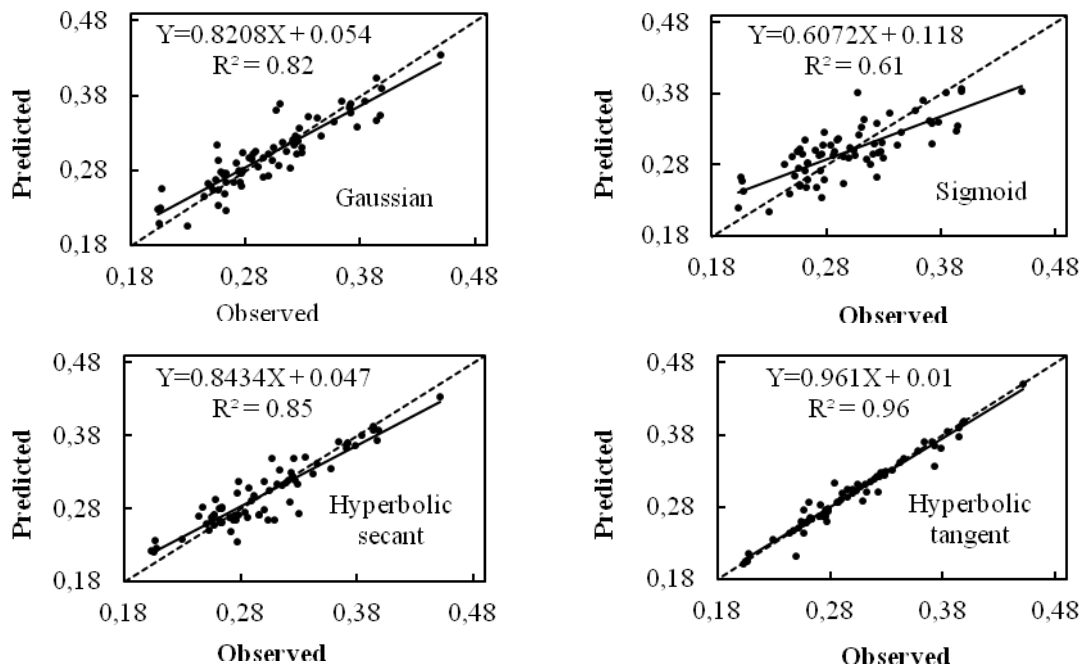 0,48
Y=0.8208X + 0.054
R² = 0.82
0,38
Predicted
0,28
Gaussian
0,18
0,18 0,28 0,38 0,48
Observed
0,48
Y=0.6072X + 0.118
R² = 0.61
0,38
Predicted
0,28
Sigmoid
0,18
0,18 0,28 0,38 0,48
Observed
0,48
Y=0.8434X + 0.047
R² = 0.85
0,38
Predicted
0,28
Hyperbolic
secant
0,18
0,18 0,28 0,38 0,48
Observed
0,48
Y=0.961X + 0.01
R² = 0.96
0,38
Predicted
0,28
Hyperbolic
tangent
0,18
0,18 0,28 0,38 0,48
Observed